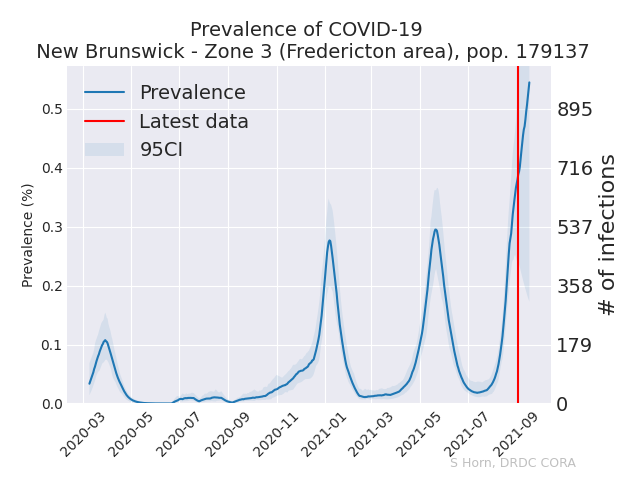 Prevalence of COVID-19
New Brunswick - Zone 3 (Fredericton area), pop. 179137
Prevalence
Latest data
95CI
Prevalence (%)
0.5
0.4
0.3
0.2
0.1
0.0
895
716
537
358
179
0
# of infections
2020-03
2020-05
2020-07
2020-09
2020-11
2021-01
2021-03
2021-05
2021-07
2021-09
S Horn, DRDC CORA